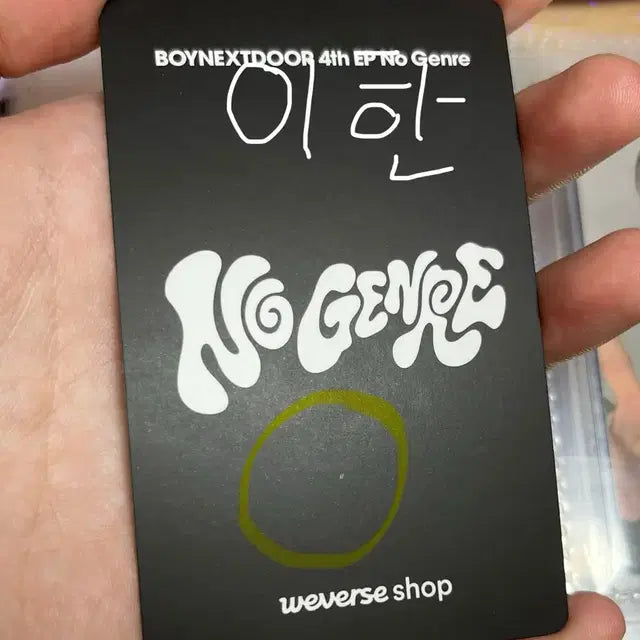 BOYNEXTDOOR 4th EP No Genre
이한
NO GENRE
weverse shop